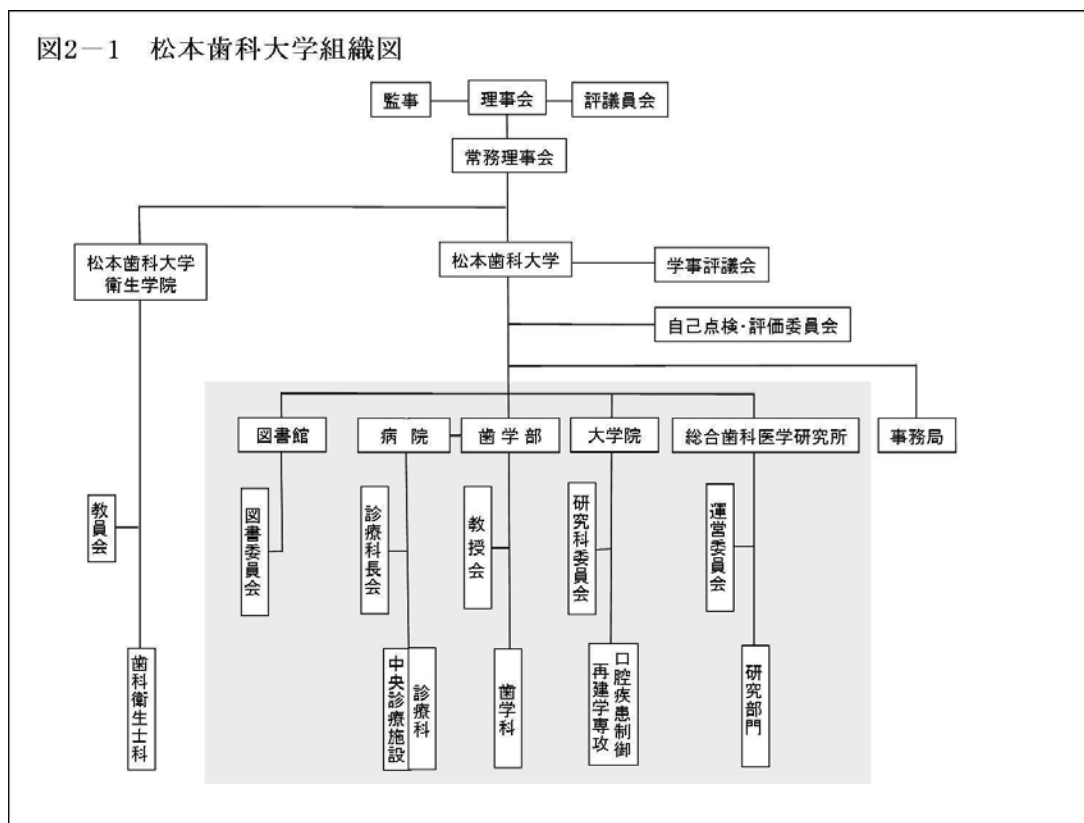 図2－1　松本歯科大学組織図
監事
理事会
評議員会
常務理事会
松本歯科大学
衛生学院
松本歯科大学
学事評議会
自己点検・評価委員会
図書館
病院
歯学部
大学院
総合歯科医学研究所
事務局
教員会
図書委員会
診療科長会
教授会
研究科委員会
運営委員会
歯科衛生士科
診療科
中央診療施設
歯学科
口腔疾患制御
再建学専攻
研究部門